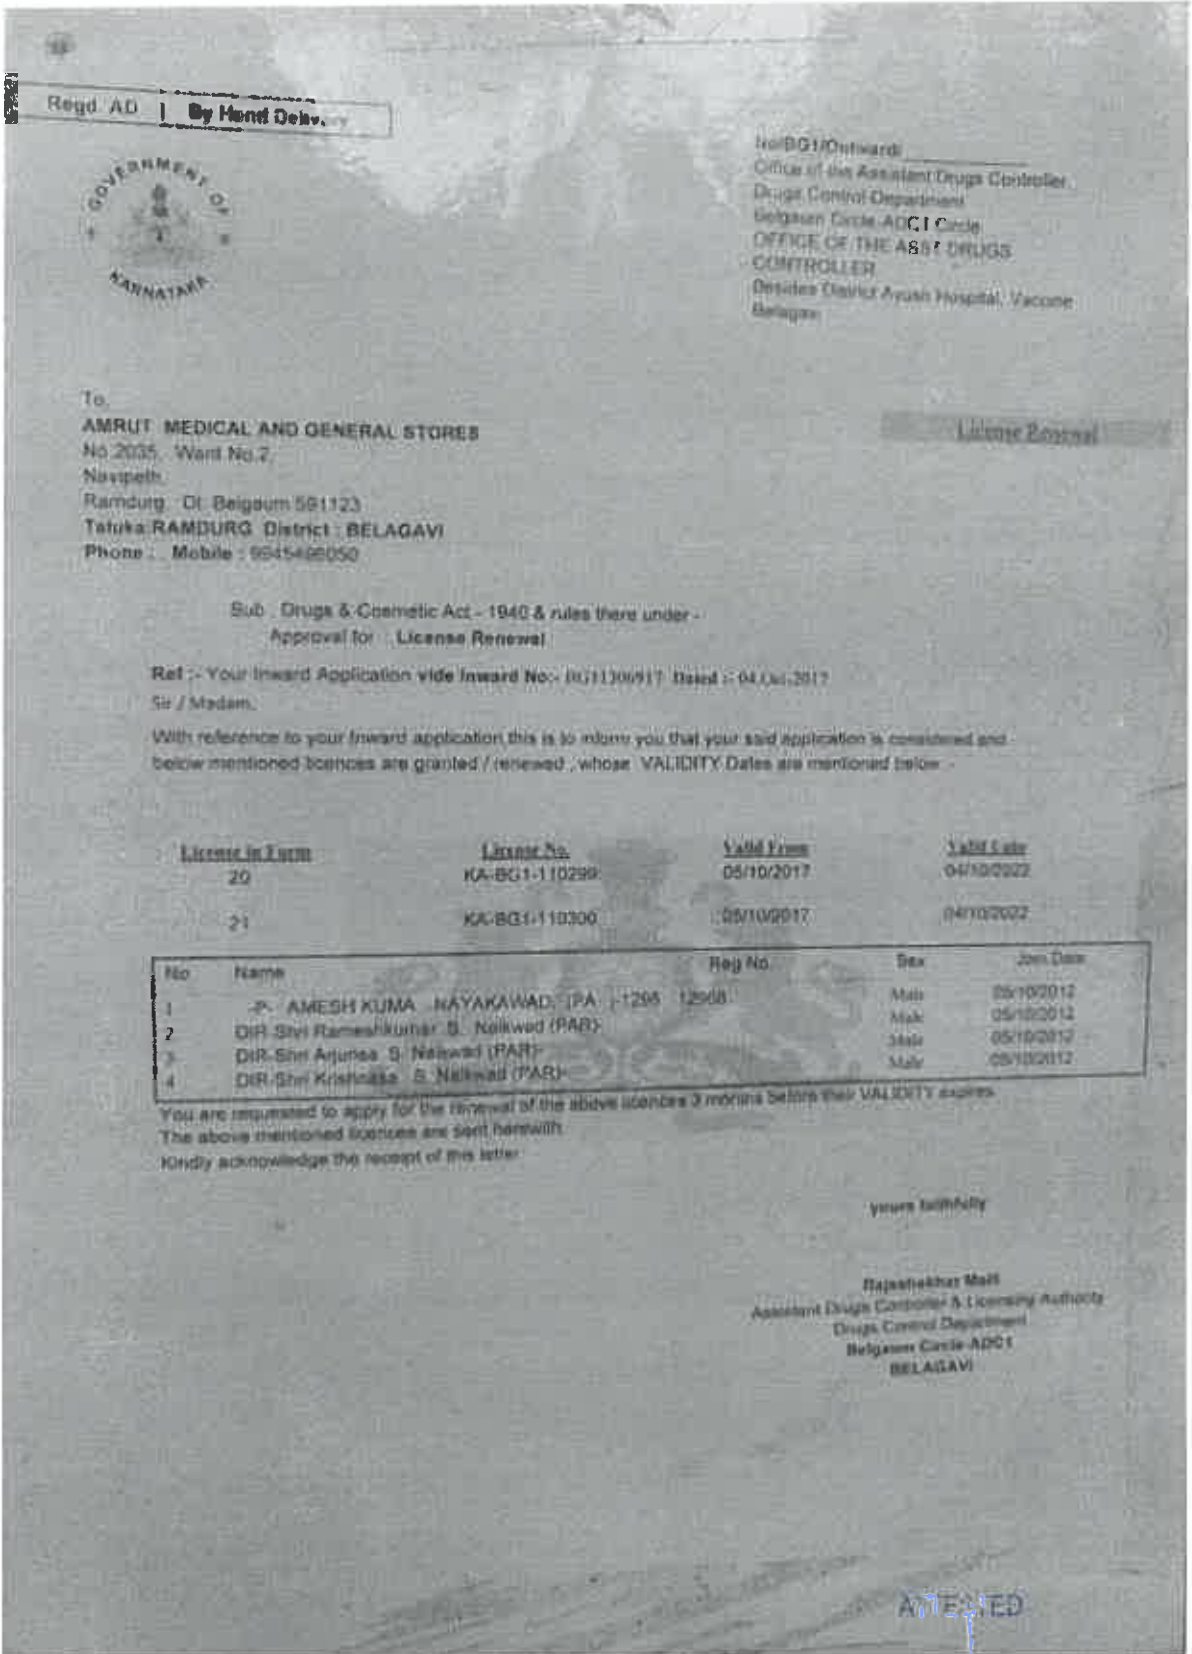 Regd. AD | By Hand Delv.
GOVERNMENT OF
KARNATAKA
No/BG1/Outward/
Office of the Assistant Drugs Controller,
Drugs Control Department
Belgaum Circle-ADC1 Circle
OFFICE OF THE ASST DRUGS
CONTROLLER
Besides District Ayush Hospital, Vaccine
Belagavi
To,
AMRUT MEDICAL AND GENERAL STORES
License Renewal
No.2035, Ward No.2,
Navipeth,
Ramdurg Dt. Belgaum 591123
Taluka:RAMDURG District : BELAGAVI
Phone : Mobile :
Sub : Drugs & Cosmetic Act - 1940 & rules there under -
Approval for : License Renewal
Ref :- Your Inward Application vide Inward No:- BG11306917 Dated :- 04-Oct-2017
Sir / Madam,
With reference to your Inward application this is to inform you that your said application is considered and
below mentioned licences are granted / renewed , whose VALIDITY Dates are mentioned below -
License in Form License No. Valid From Valid Upto
20 KA-BG1-110299 05/10/2017 04/10/2022
21 KA-BG1-110300 05/10/2017 04/10/2022
No Name Reg No. Sex Join Date
1 -P- AMESH KUMA NAYAKAWAD, (PA )-1296 Male 05/10/2012
2 DIR-Shri Rameshkumar S. Naikwad (PAR)- Male 05/10/2012
3 DIR-Shri Arjunsa S Naikwad (PAR)- Male 05/10/2012
4 DIR-Shri Krishnasa S Naikwad (PAR)- Male 05/10/2012
You are requested to apply for the renewal of the above licences 3 months before their VALIDITY expires.
The above mentioned licences are sent herewith
Kindly acknowledge the receipt of this letter
yours faithfully
Rajashekhar Malli
Assistant Drugs Controller & Licensing Authority
Drugs Control Department
Belgaum Circle-ADC1
BELAGAVI
ATTESTED